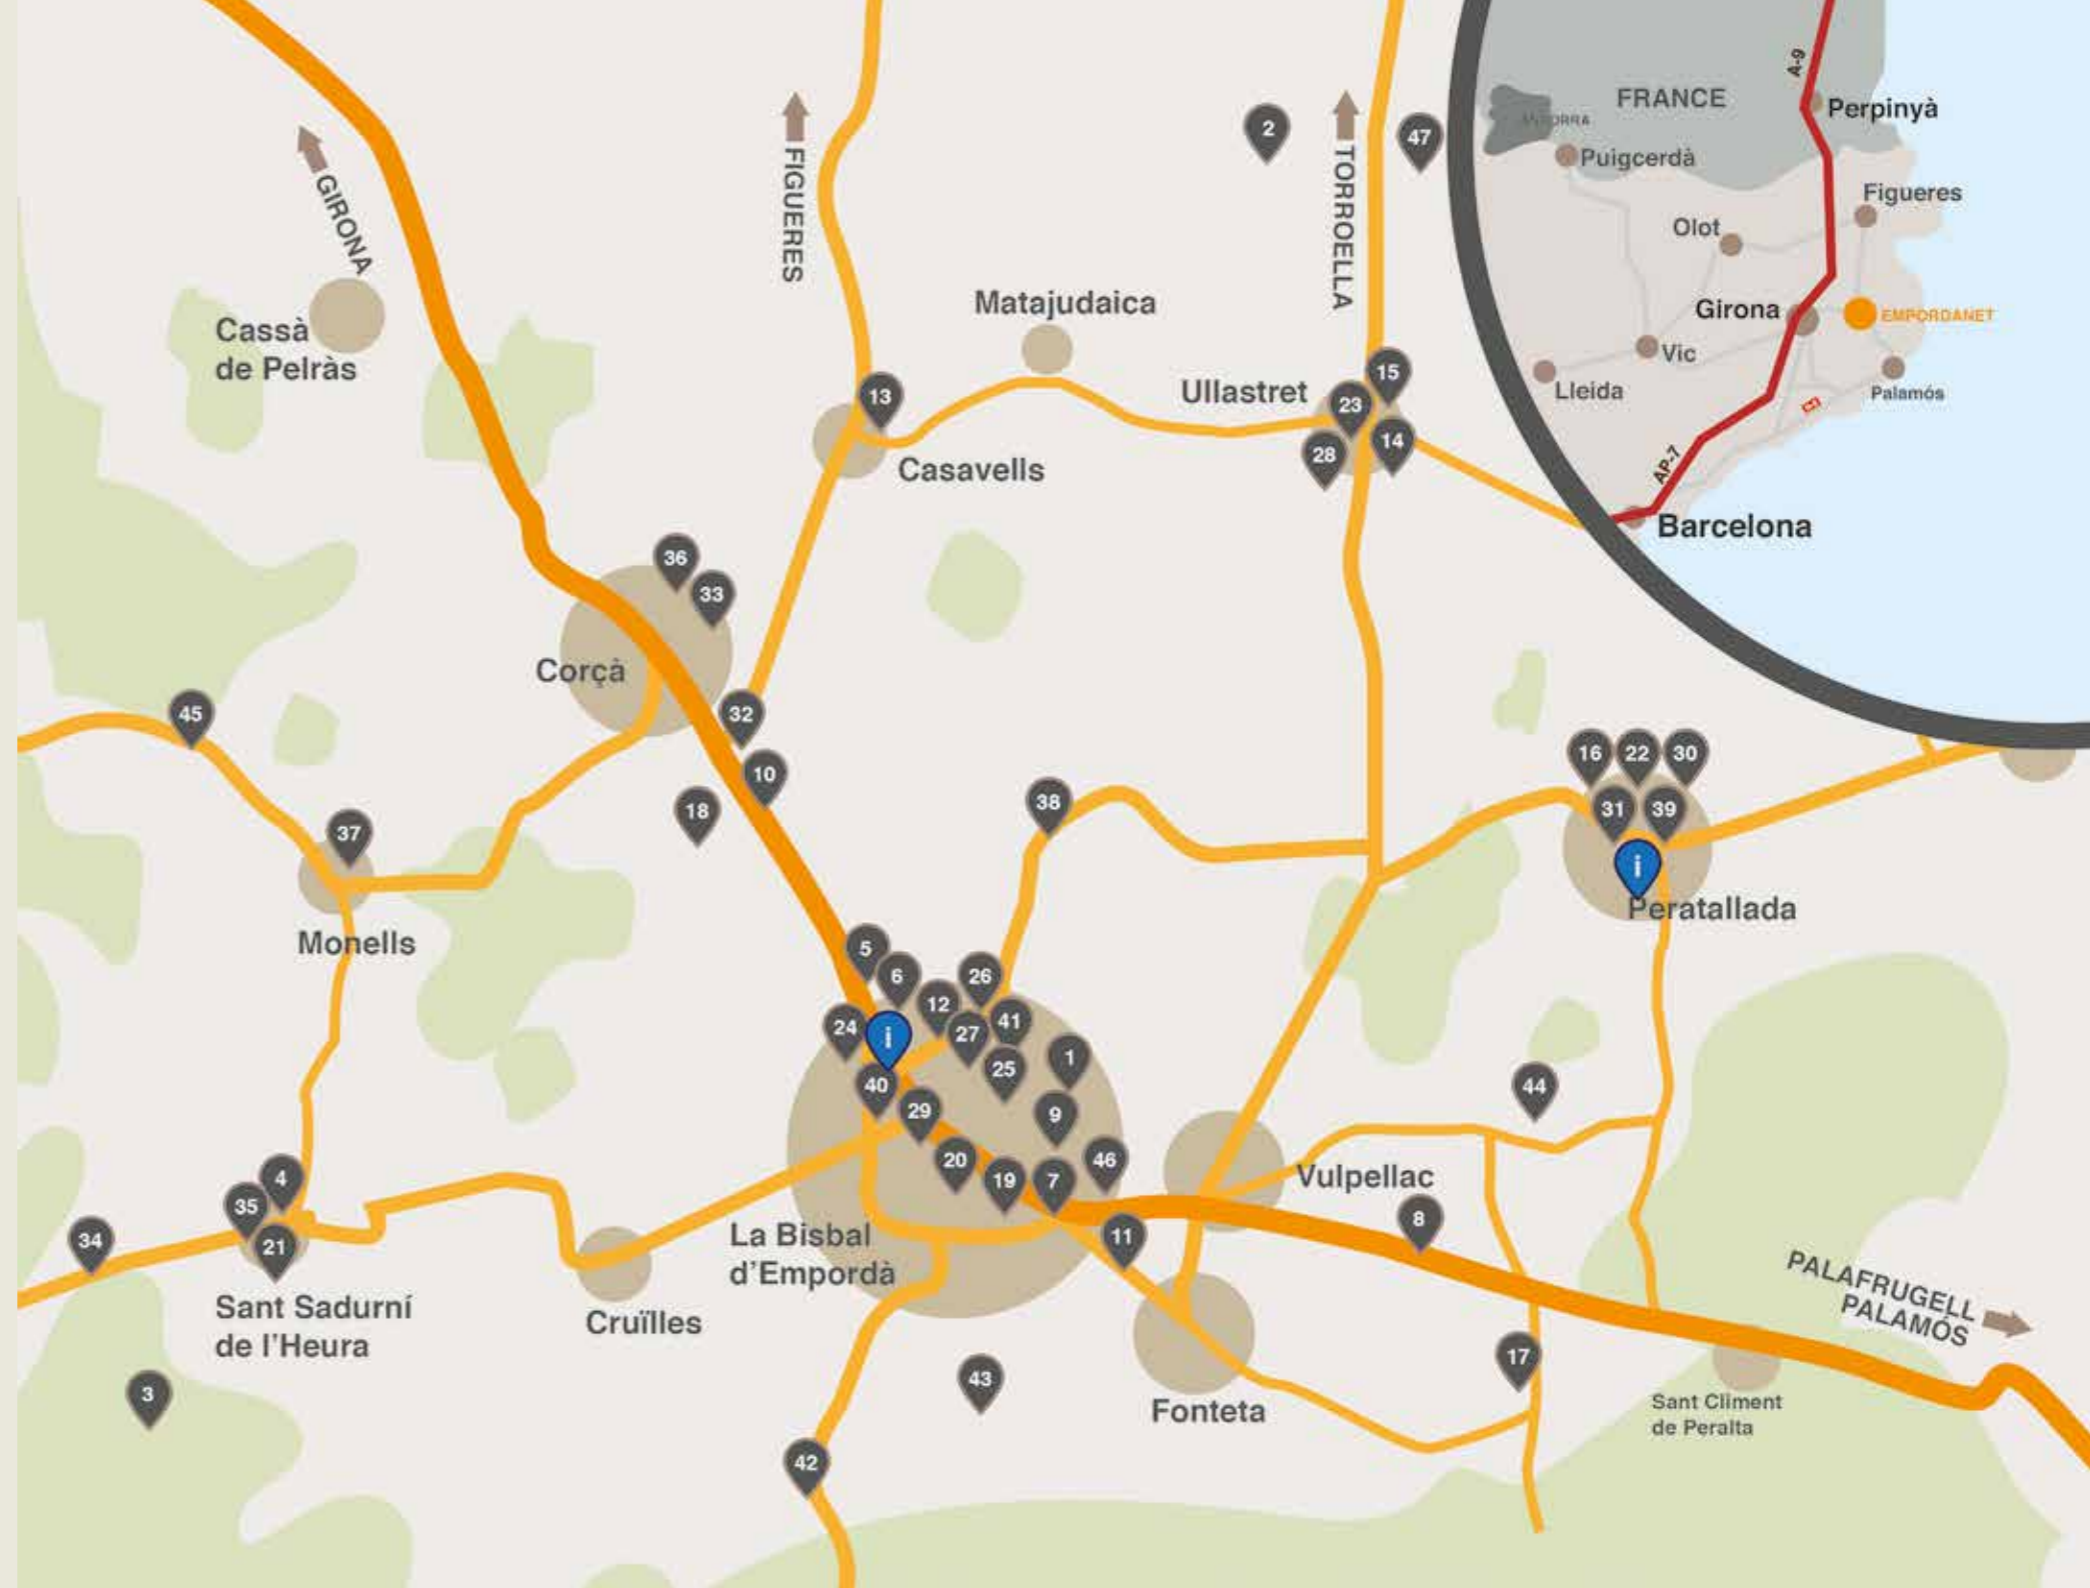 A-9
FRANCE
Perpinyà
ANDORRA
Puigcerdà
Figueres
Olot
Girona
EMPORDANET
Vic
Lleida
Palamós
AP-7
Barcelona
GIRONA
FIGUERES
TORROELLA
2
47
Cassà
de Pelràs
Matajudaica
Ullastret
15
23
14
28
13
Casavells
36
33
Corçà
32
10
18
45
37
Monells
38
16
22
30
31
39
i
Peratallada
5
6
26
12
24
i
27
41
25
1
40
29
9
20
19
7
46
11
La Bisbal
d'Empordà
44
Vulpellac
8
4
35
21
34
Sant Sadurní
de l'Heura
Cruïlles
3
43
42
Fonteta
17
PALAFRUGELL
PALAMÓS
Sant Climent
de Peralta